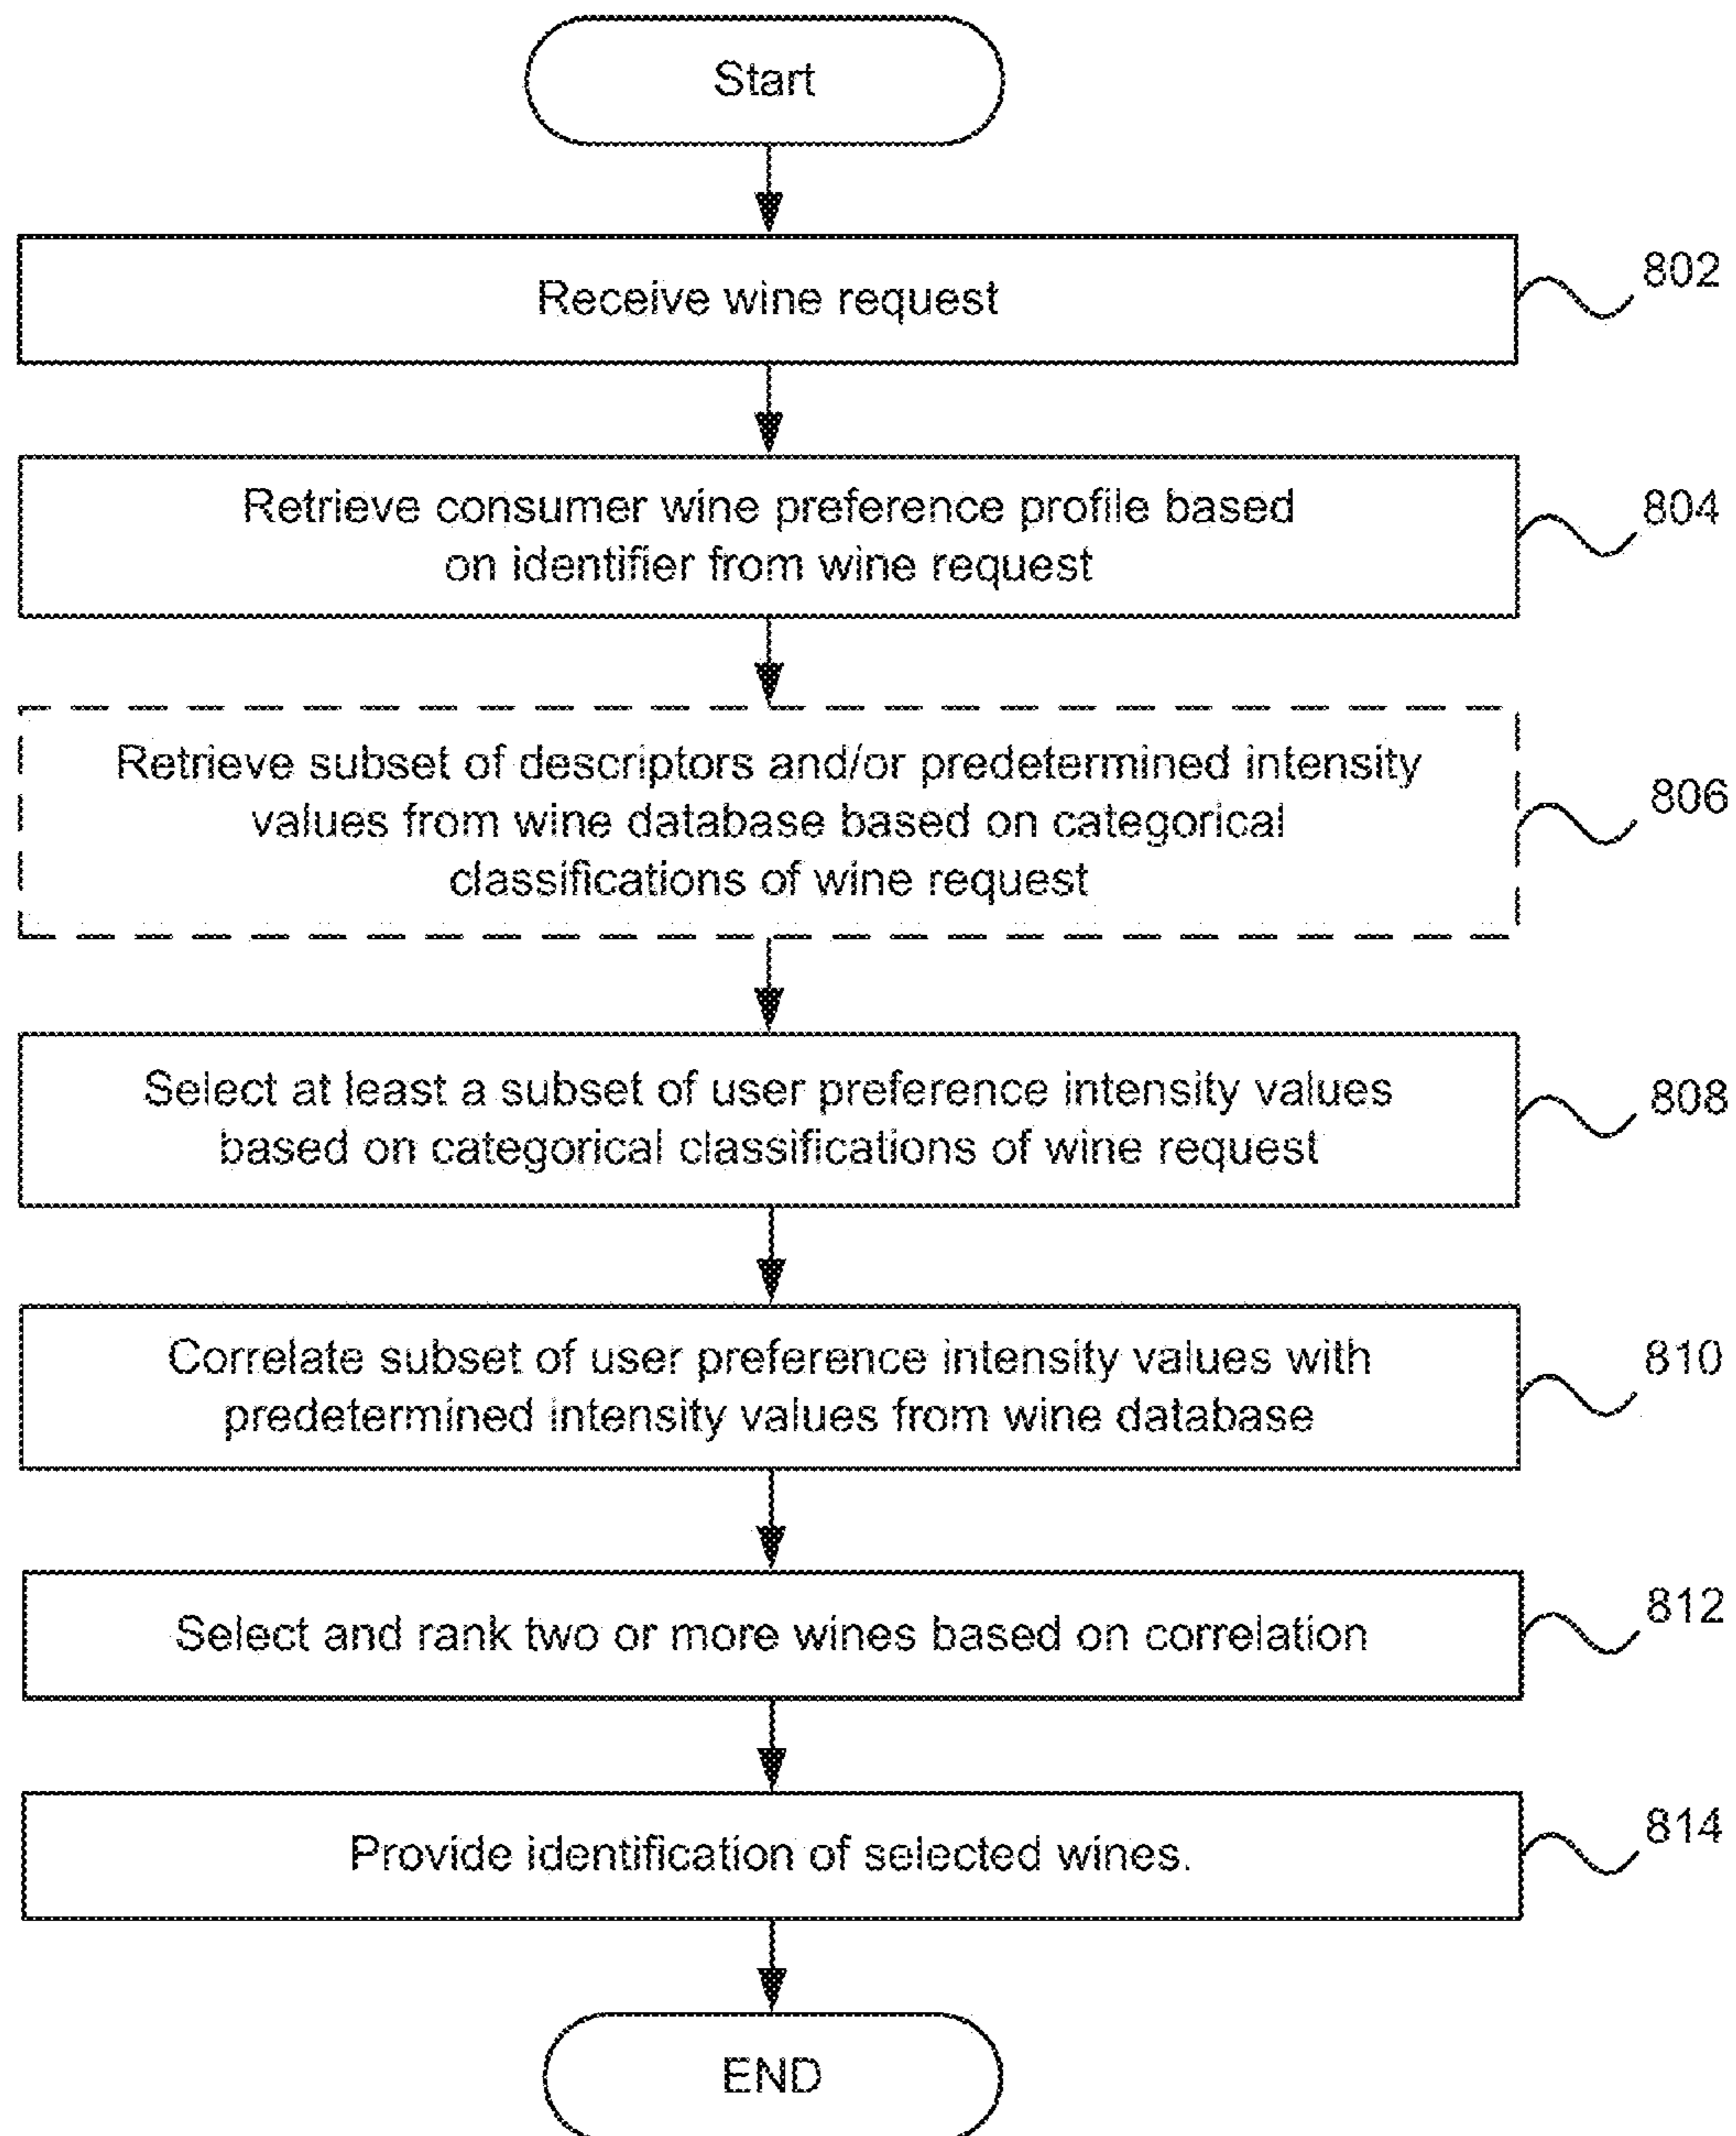 Start
Receive wine request
802
Retrieve consumer wine preference profile based
on identifier from wine request
804
Retrieve subset of descriptors and/or predetermined intensity
values from wine database based on categorical
classifications of wine request
806
Select at least a subset of user preference intensity values
based on categorical classifications of wine request
808
Correlate subset of user preference intensity values with
predetermined intensity values from wine database
810
Select and rank two or more wines based on correlation
812
Provide identification of selected wines.
814
END